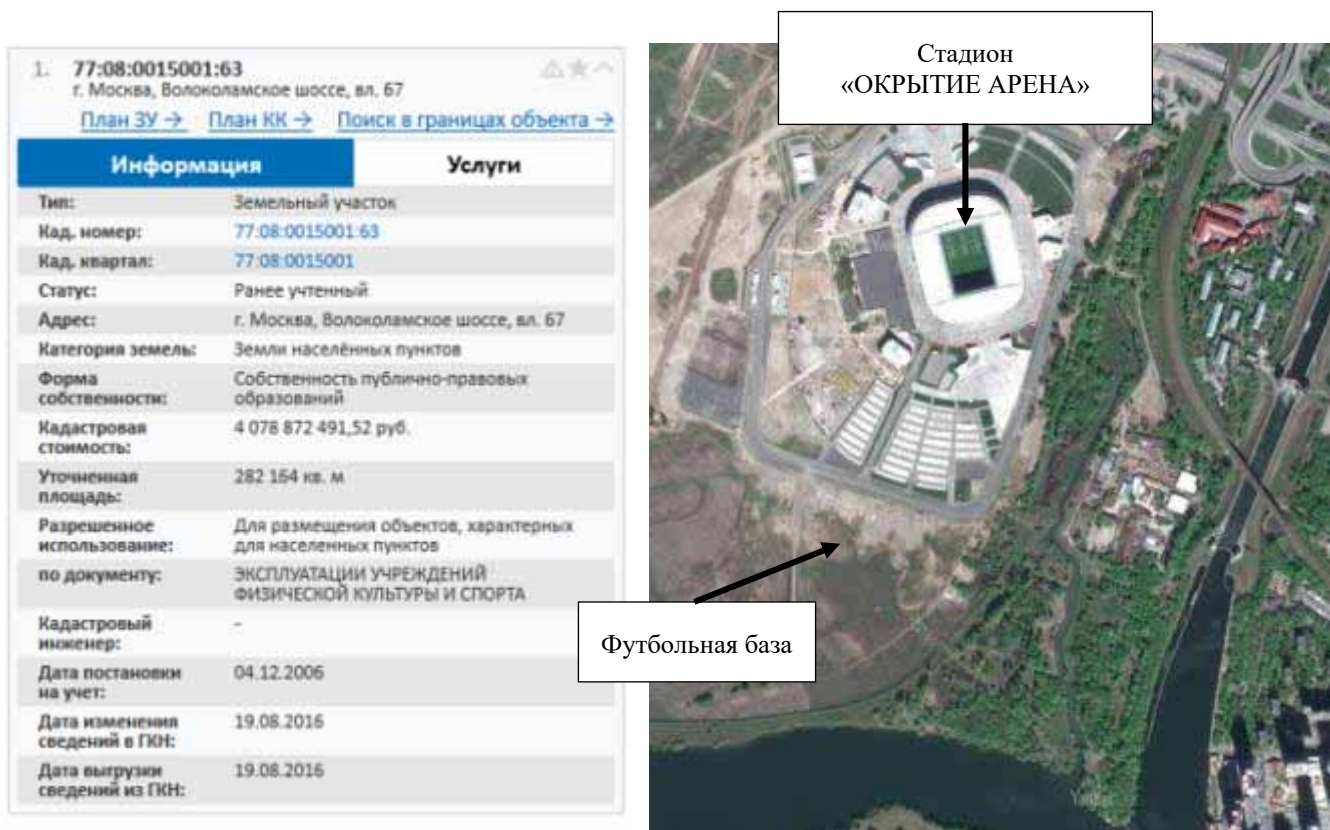 1. 77:08:0015001:63
г. Москва, Волоколамское шоссе, вл. 67
План ЗУ → План КК → Поиск в границах объекта →
Информация Услуги
Тип: Земельный участок
Кад. номер: 77:08:0015001:63
Кад. квартал: 77:08:0015001
Статус: Ранее учтенный
Адрес: г. Москва, Волоколамское шоссе, вл. 67
Категория земель: Земли населённых пунктов
Форма собственности: Собственность публично-правовых образований
Кадастровая стоимость: 4 078 872 491,52 руб.
Уточненная площадь: 282 164 кв. м
Разрешенное использование: Для размещения объектов, характерных для населенных пунктов
по документу: ЭКСПЛУАТАЦИИ УЧРЕЖДЕНИЙ ФИЗИЧЕСКОЙ КУЛЬТУРЫ И СПОРТА
Кадастровый инженер: -
Дата постановки на учет: 04.12.2006
Дата изменения сведений в ГКН: 19.08.2016
Дата выгрузки сведений из ГКН: 19.08.2016
Стадион
«ОКРЫТИЕ АРЕНА»
Футбольная база